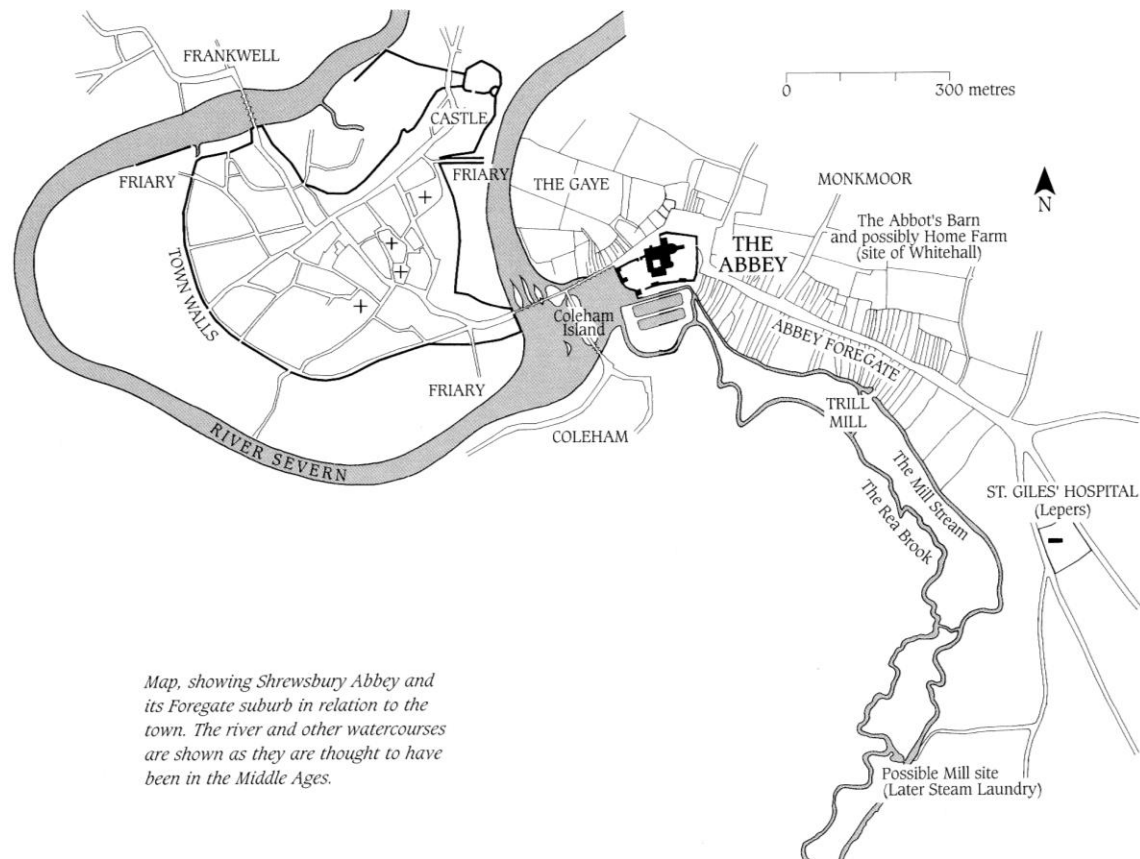 FRANKWELL
0 300 metres
CASTLE
FRIARY
FRIARY
THE GAYE
MONKMOOR
N
The Abbot's Barn
and possibly Home Farm
(site of Whitehall)
THE
ABBEY
TOWN WALLS
Coleham
Island
ABBEY FOREGATE
FRIARY
TRILL
MILL
COLEHAM
RIVER SEVERN
The Mill Stream
The Rea Brook
ST. GILES' HOSPITAL
(Lepers)
Map, showing Shrewsbury Abbey and
its Foregate suburb in relation to the
town. The river and other watercourses
are shown as they are thought to have
been in the Middle Ages.
Possible Mill site
(Later Steam Laundry)